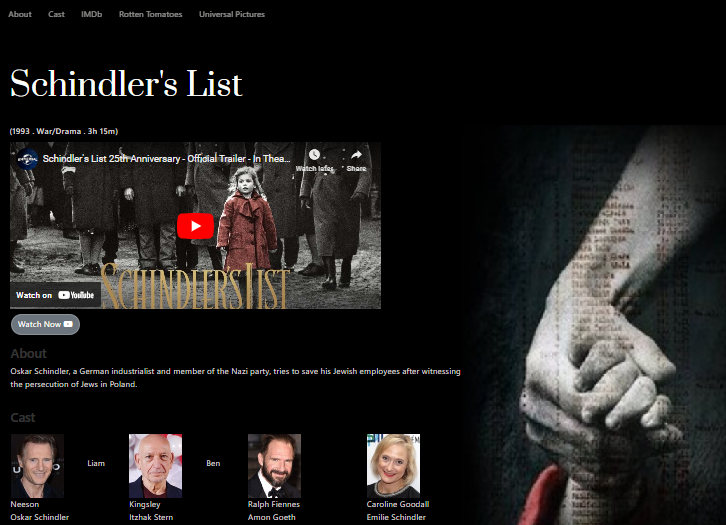 About Cast IMDb Rotten Tomatoes Universal Pictures
Schindler's List
(1993 . War/Drama . 3h 15m)
UNIVERSAL
Schindler's List 25th Anniversary - Official Trailer - In Thea...
Watch later Share
SCHINDLER'S LIST
Watch on YouTube
Watch Now
About
Oskar Schindler, a German industrialist and member of the Nazi party, tries to save his Jewish employees after witnessing
the persecution of Jews in Poland.
Cast
Liam Ben
Neeson Kingsley Ralph Fiennes Caroline Goodall
Oskar Schindler Itzhak Stern Amon Goeth Emilie Schindler